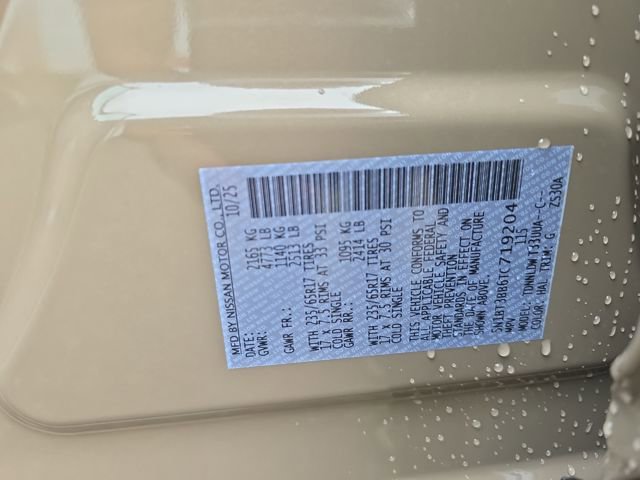 MFD BY NISSAN MOTOR CO., LTD.
DATE: 10/25
GVWR: 2165 KG
4773 LB
GAWR FR.: 1140 KG
2513 LB
WITH 235/65R17 TIRES
17 X 7.5 RIMS AT 33 PSI
COLD SINGLE
GAWR RR.: 1095 KG
2414 LB
WITH 235/65R17 TIRES
17 X 7.5 RIMS AT 30 PSI
COLD SINGLE
THIS VEHICLE CONFORMS TO
ALL APPLICABLE FEDERAL
MOTOR VEHICLE SAFETY AND
THEFT PREVENTION
STANDARDS IN EFFECT ON
THE DATE OF MANUFACTURE
SHOWN ABOVE.
719204
MPV 115
MODEL:
COLOR: TRIM: G ZS30A